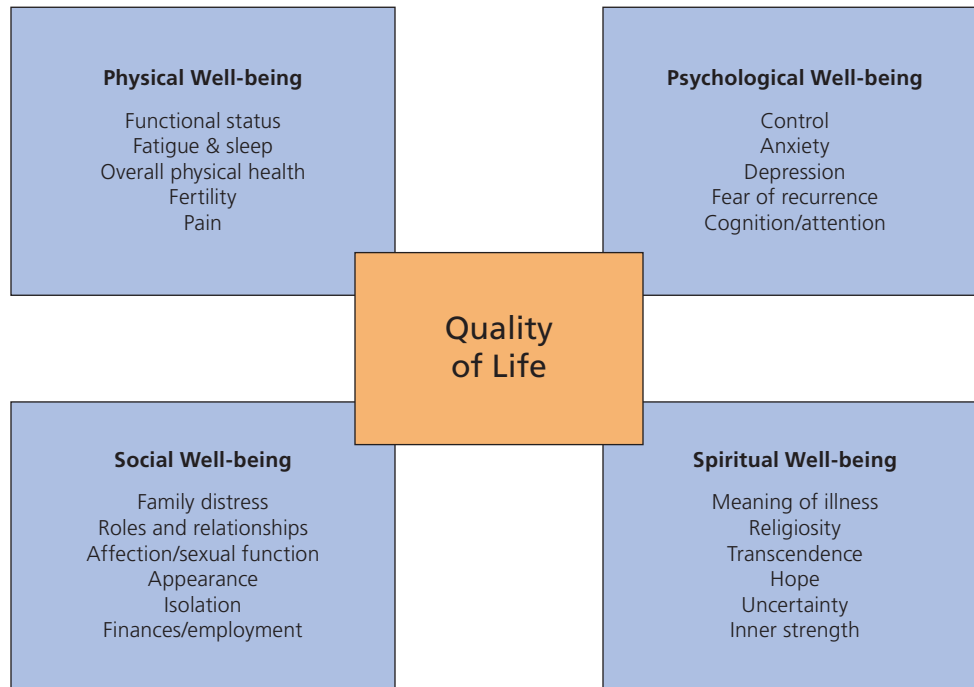 Physical Well-being
Functional status
Fatigue & sleep
Overall physical health
Fertility
Pain
Psychological Well-being
Control
Anxiety
Depression
Fear of recurrence
Cognition/attention
Quality
of Life
Social Well-being
Family distress
Roles and relationships
Affection/sexual function
Appearance
Isolation
Finances/employment
Spiritual Well-being
Meaning of illness
Religiosity
Transcendence
Hope
Uncertainty
Inner strength